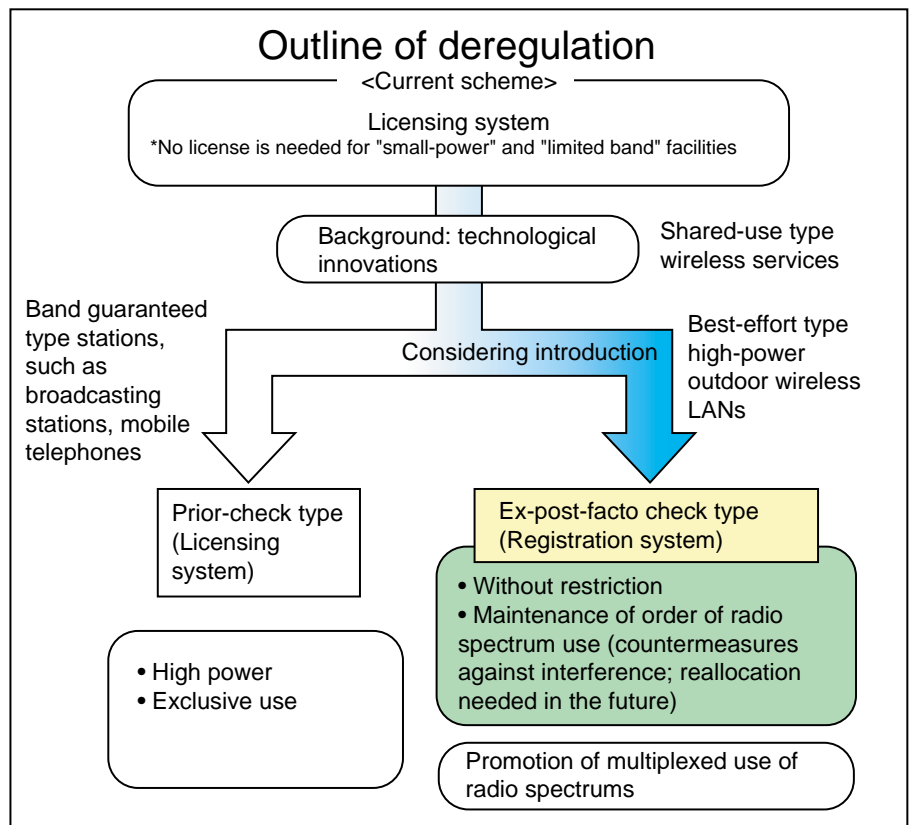 Outline of deregulation
<Current scheme>
Licensing system
*No license is needed for "small-power" and "limited band" facilities
Background: technological
innovations
Shared-use type
wireless services
Band guaranteed
type stations,
such as
broadcasting
stations, mobile
telephones
Considering introduction
Best-effort type
high-power
outdoor wireless
LANs
Prior-check type
(Licensing
system)
Ex-post-facto check type
(Registration system)
• Without restriction
• Maintenance of order of radio
spectrum use (countermeasures
against interference; reallocation
needed in the future)
• High power
• Exclusive use
Promotion of multiplexed use of
radio spectrums